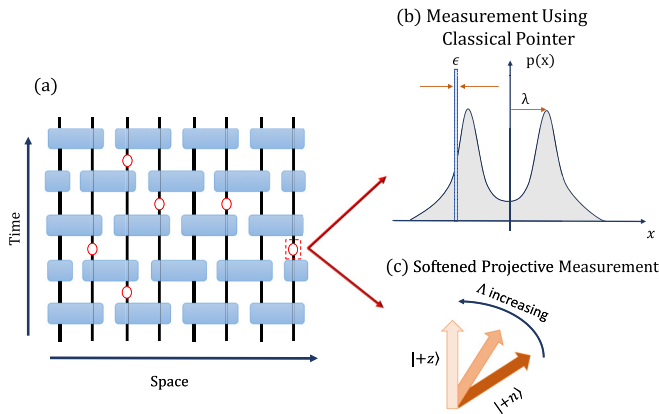 (a)
Time
Space
(b) Measurement Using
Classical Pointer
ϵ
p(x)
λ
x
(c) Softened Projective Measurement
Λ increasing
|+z⟩
|+n⟩